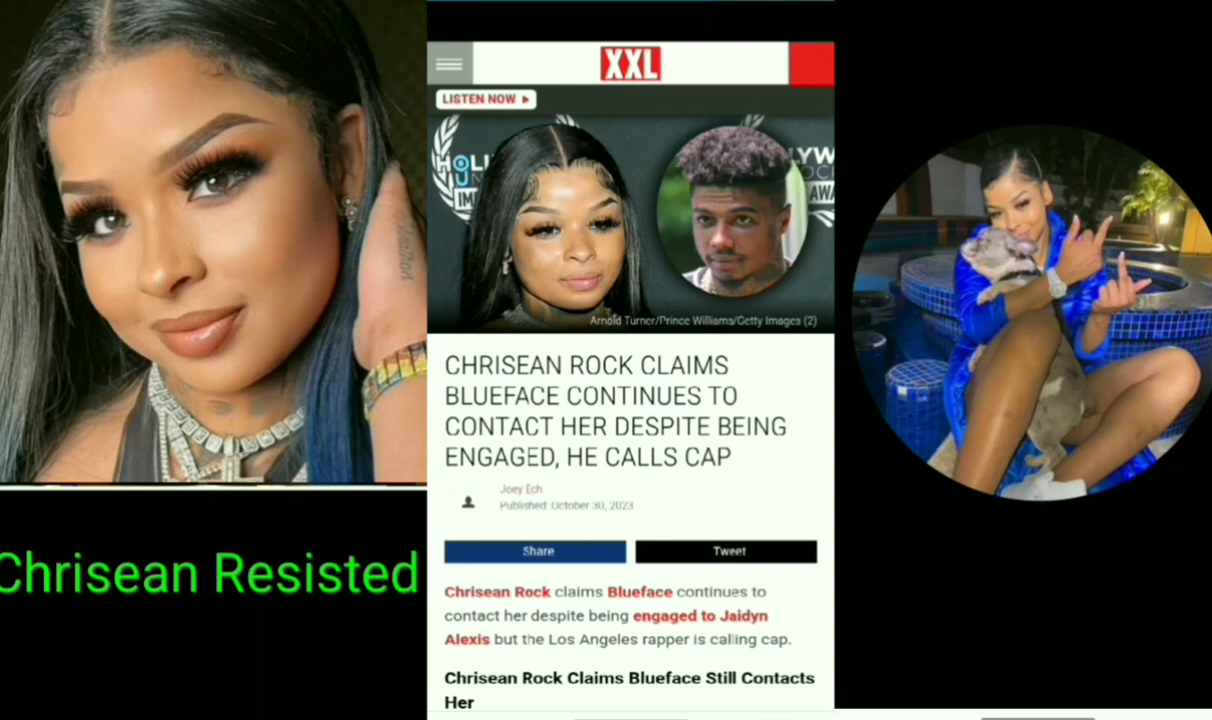 Chrisean Resisted
XXL
LISTEN NOW
Arnold Turner/Prince Williams/Getty Images (2)
CHRISEAN ROCK CLAIMS
BLUEFACE CONTINUES TO
CONTACT HER DESPITE BEING
ENGAGED, HE CALLS CAP
Joey Ech
Published: October 30, 2023
Share
Tweet
Chrisean Rock claims Blueface continues to
contact her despite being engaged to Jaidyn
Alexis but the Los Angeles rapper is calling cap.
Chrisean Rock Claims Blueface Still Contacts
Her